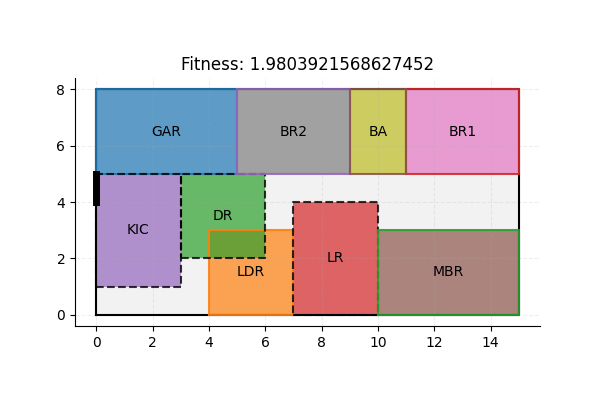 Fitness: 1.9803921568627452
8
GAR
BR2
BA
BR1
6
4
DR
KIC
2
LDR
LR
MBR
0
0
2
4
6
8
10
12
14